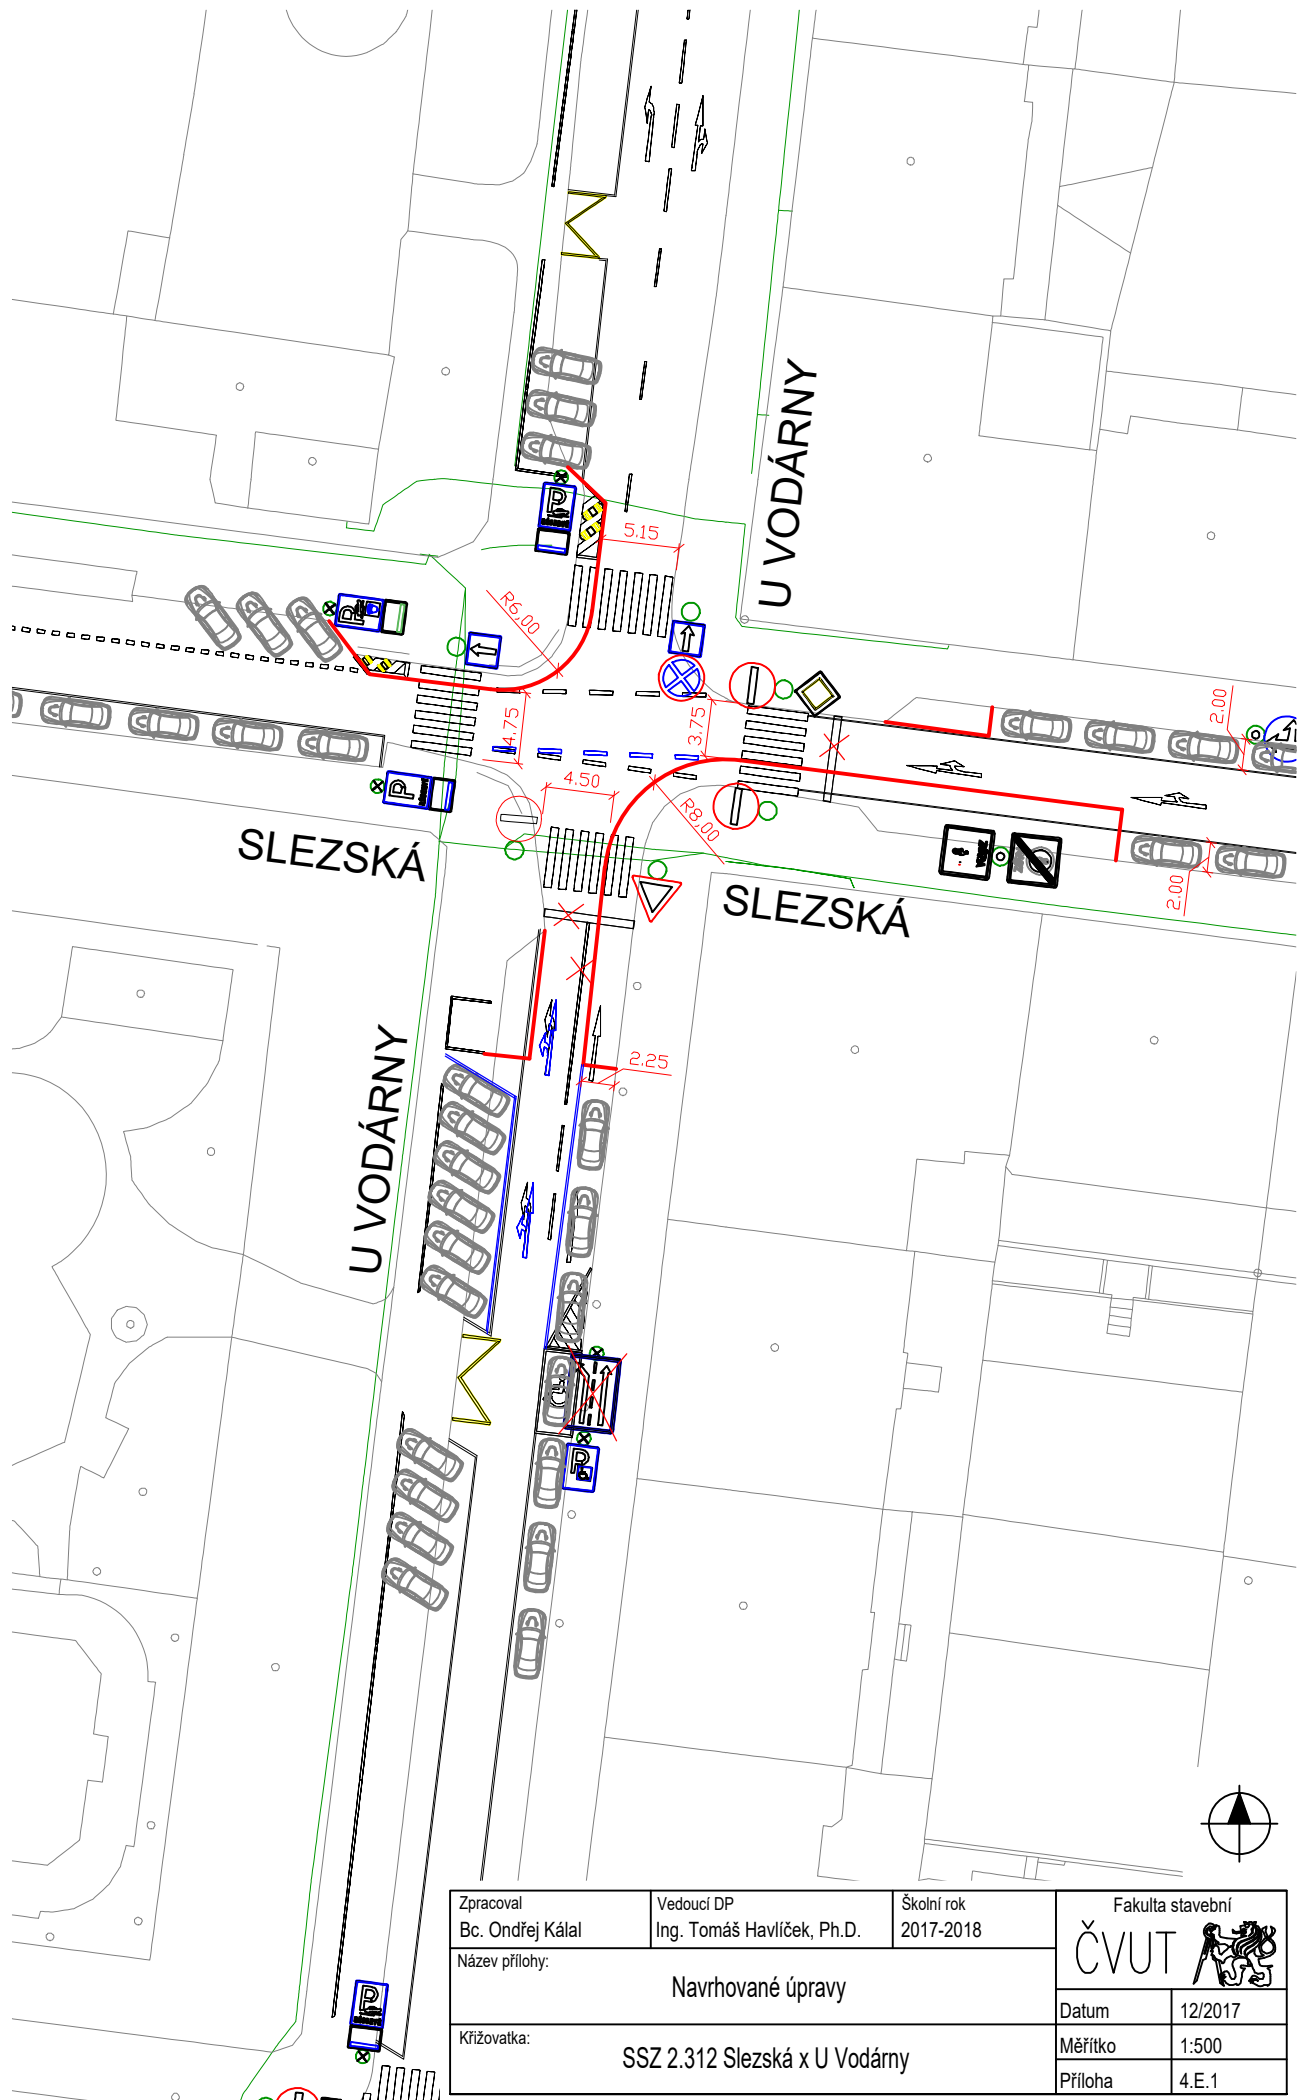 U VODÁRNY
5.15
R6,00
P
P
4.75
3.75
2.00
4.50
R8,00
P
SLEZSKÁ
SLEZSKÁ
2.00
U VODÁRNY
2.25
P
P
Zpracoval
Bc. Ondřej Kálal
Vedoucí DP
Ing. Tomáš Havlíček, Ph.D.
Školní rok
2017-2018
Fakulta stavební
ČVUT
Název přílohy:
Navrhované úpravy
Datum
12/2017
Křižovatka:
SSZ 2.312 Slezská x U Vodárny
Měřítko
1:500
Příloha
4.E.1